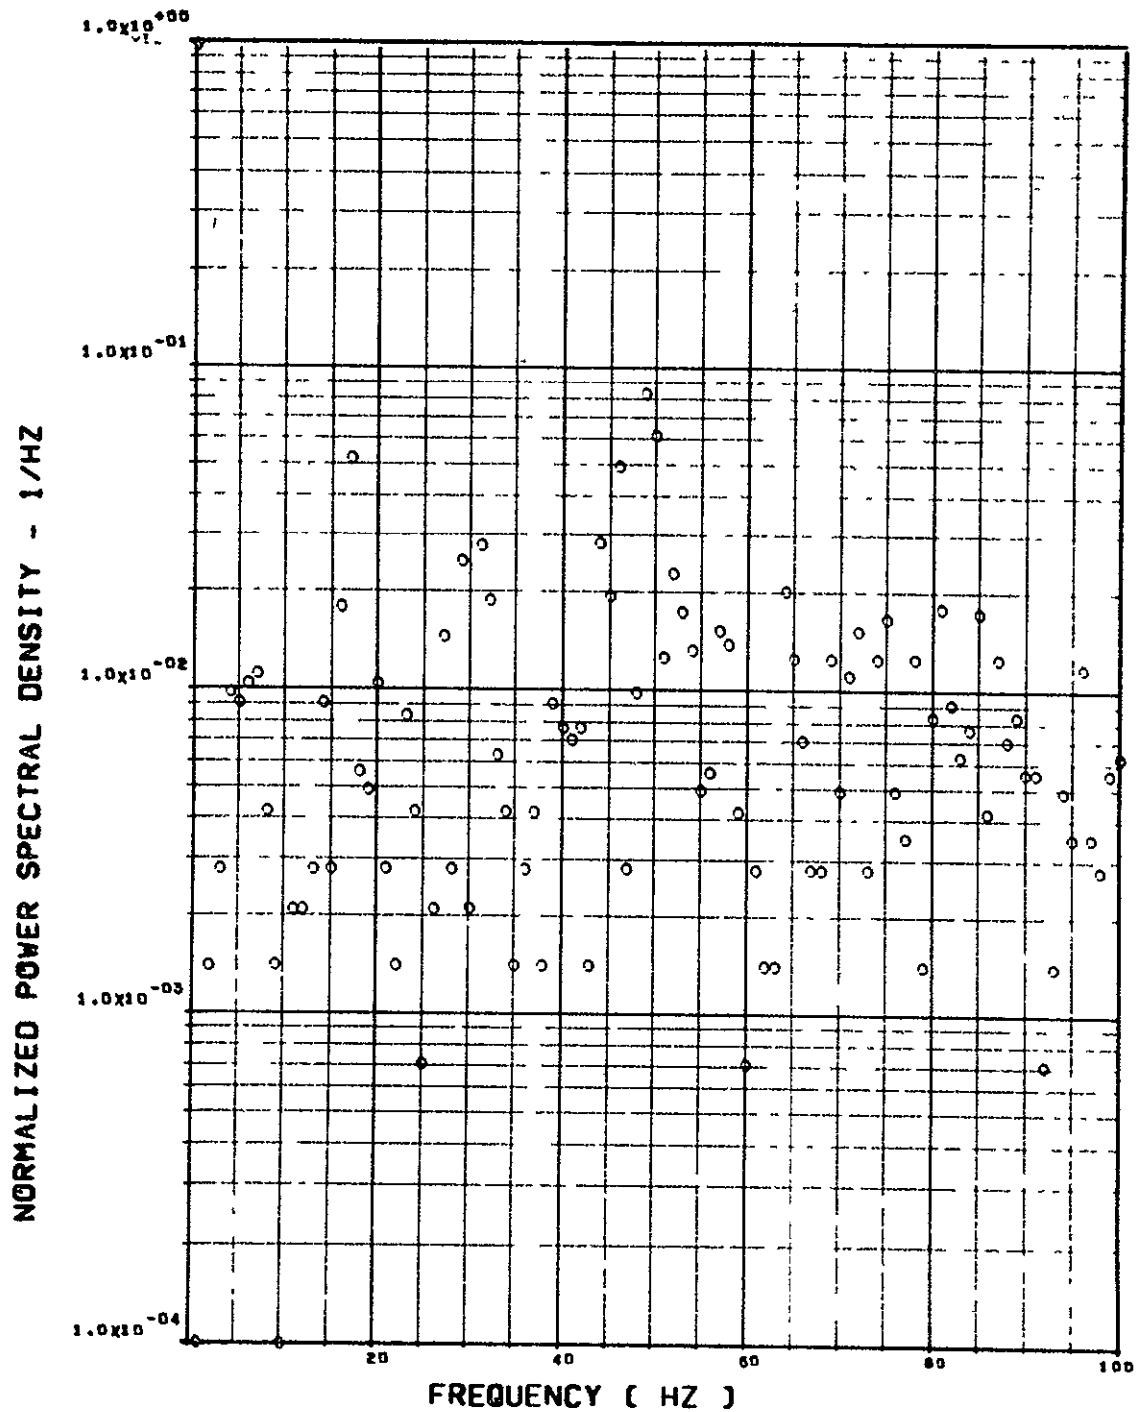 1.0X10+00
1.0X10-01
1.0X10-02
1.0X10-03
1.0X10-04
NORMALIZED POWER SPECTRAL DENSITY - 1/HZ
20 40 60 80 100
FREQUENCY ( HZ )